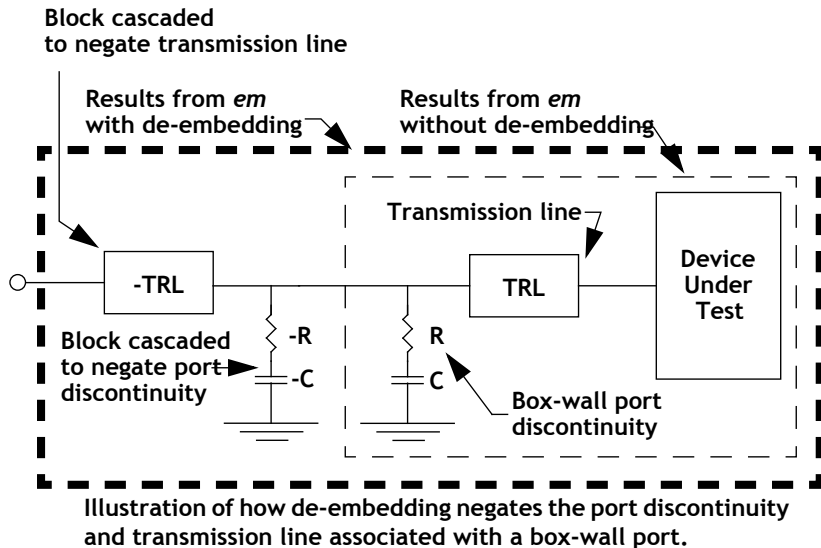 Block cascaded
to negate transmission line
Results from em
with de-embedding
Results from em
without de-embedding
Transmission line
-TRL
TRL
Device
Under
Test
Block cascaded
to negate port
discontinuity
-R
-C
R
C
Box-wall port
discontinuity
Illustration of how de-embedding negates the port discontinuity
and transmission line associated with a box-wall port.